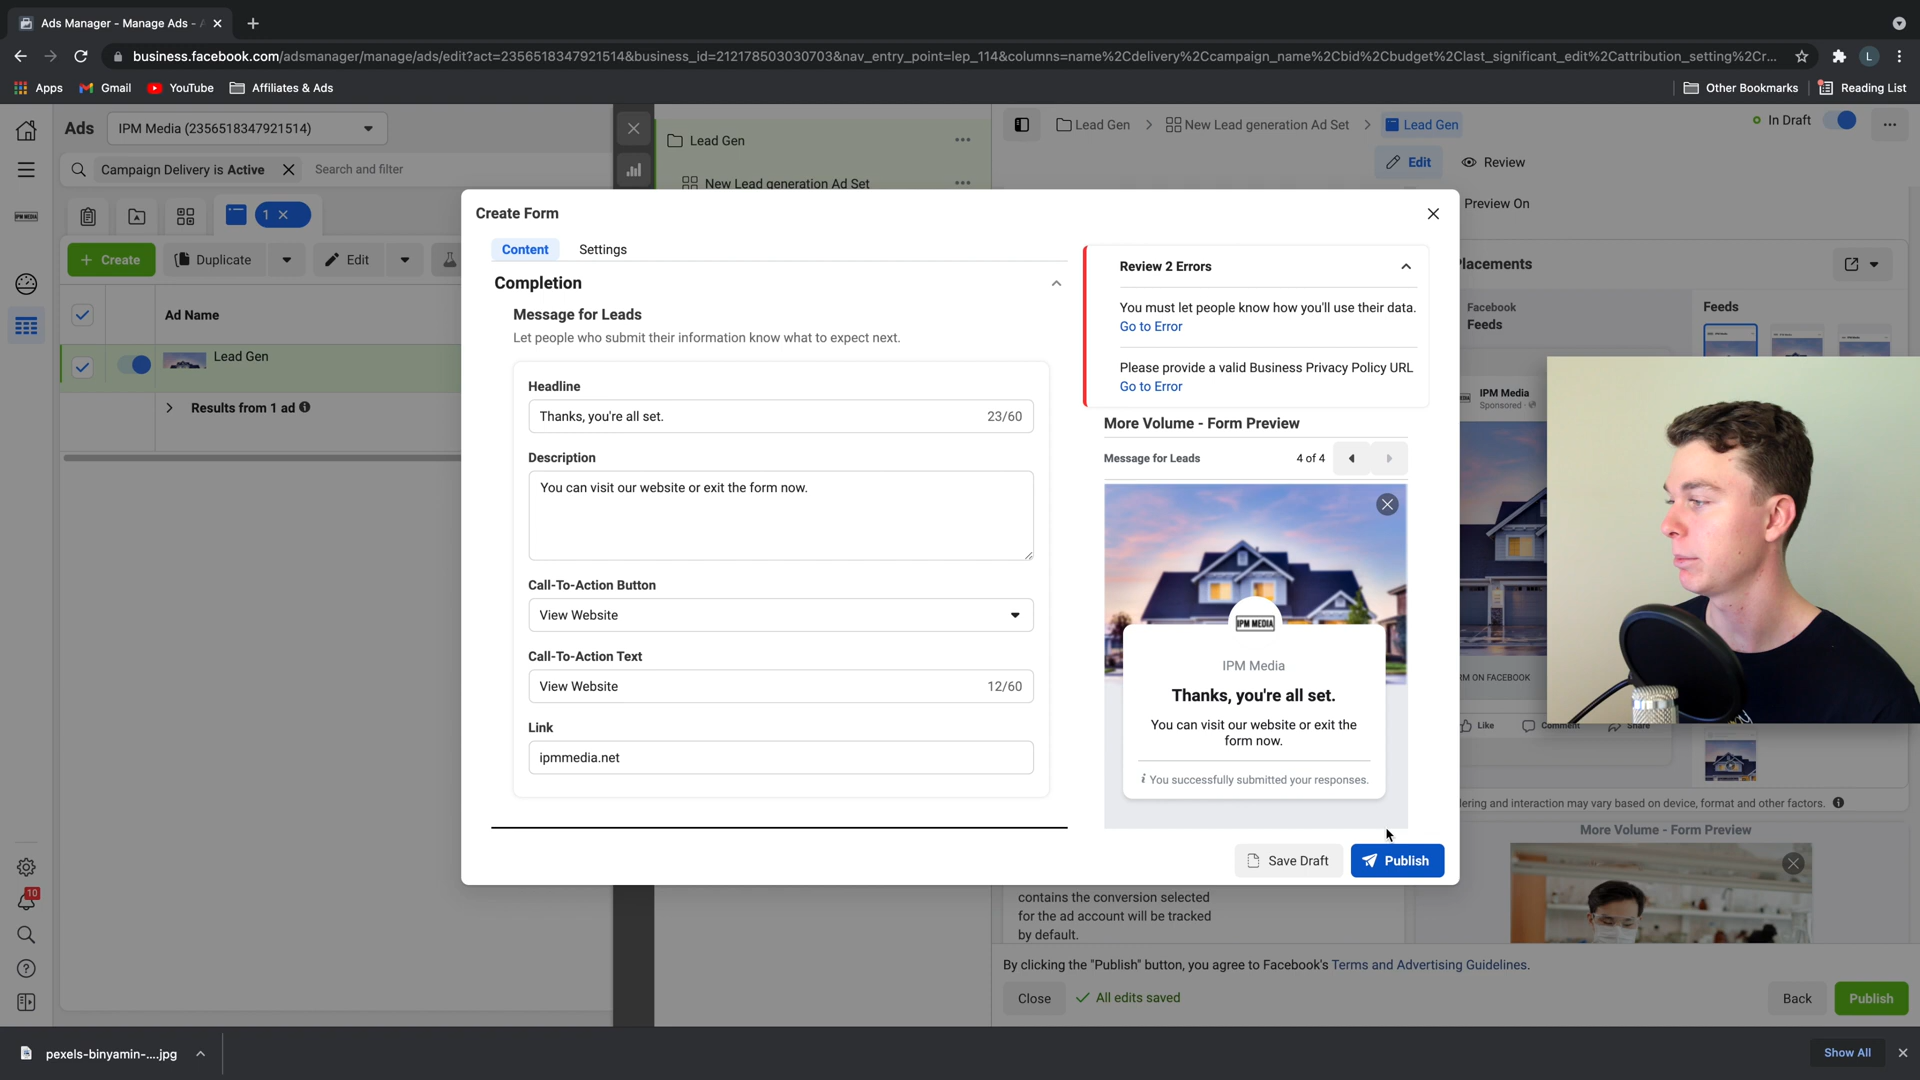 Ads Manager - Manage Ads -
business.facebook.com/adsmanager/manage/ads/edit?act=2356518347921514&business_id=212178503030703&nav_entry_point=lep_114&columns=name%2Cdelivery%2Ccampaign_name%2Cbid%2Cbudget%2Clast_significant_edit%2Cattribution_setting%2Cr...
L
Apps
Gmail
YouTube
Affiliates & Ads
Other Bookmarks
Reading List
Ads
IPM Media (2356518347921514)
Campaign Delivery is Active
Search and filter
1
Create
Duplicate
Edit
Ad Name
Lead Gen
Results from 1 ad
10
Lead Gen
New Lead generation Ad Set
Lead Gen
New Lead generation Ad Set
Lead Gen
In Draft
Edit
Review
Preview On
Placements
Facebook
Feeds
Feeds
IPM Media
Sponsored
Like
Comment
Share
RM ON FACEBOOK
dering and interaction may vary based on device, format and other factors.
More Volume - Form Preview
Create Form
Content
Settings
Completion
Message for Leads
Let people who submit their information know what to expect next.
Headline
Thanks, you're all set.
23/60
Description
You can visit our website or exit the form now.
Call-To-Action Button
View Website
Call-To-Action Text
View Website
12/60
Link
ipmmedia.net
Review 2 Errors
You must let people know how you'll use their data.
Go to Error
Please provide a valid Business Privacy Policy URL
Go to Error
More Volume - Form Preview
Message for Leads
4 of 4
IPM MEDIA
IPM Media
Thanks, you're all set.
You can visit our website or exit the
form now.
You successfully submitted your responses.
Save Draft
Publish
contains the conversion selected
for the ad account will be tracked
by default.
By clicking the "Publish" button, you agree to Facebook's Terms and Advertising Guidelines.
Close
All edits saved
Back
Publish
pexels-binyamin-....jpg
Show All